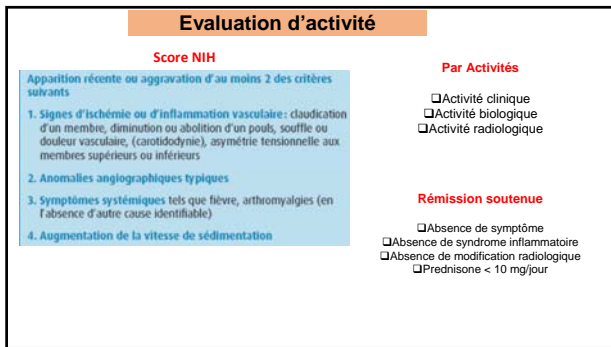 Evaluation d'activité
Score NIH
Apparition récente ou aggravation d'au moins 2 des critères
suivants
1. Signes d'ischémie ou d'inflammation vasculaire : claudication
d'un membre, diminution ou abolition d'un pouls, souffle ou
douleur vasculaire, (carotidodynie), asymétrie tensionnelle aux
membres supérieurs ou inférieurs
2. Anomalies angiographiques typiques
3. Symptômes systémiques tels que fièvre, arthromyalgies (en
l'absence d'autre cause identifiable)
4. Augmentation de la vitesse de sédimentation
Par Activités
❑Activité clinique
❑Activité biologique
❑Activité radiologique
Rémission soutenue
❑Absence de symptôme
❑Absence de syndrome inflammatoire
❑Absence de modification radiologique
❑Prednisone < 10 mg/jour